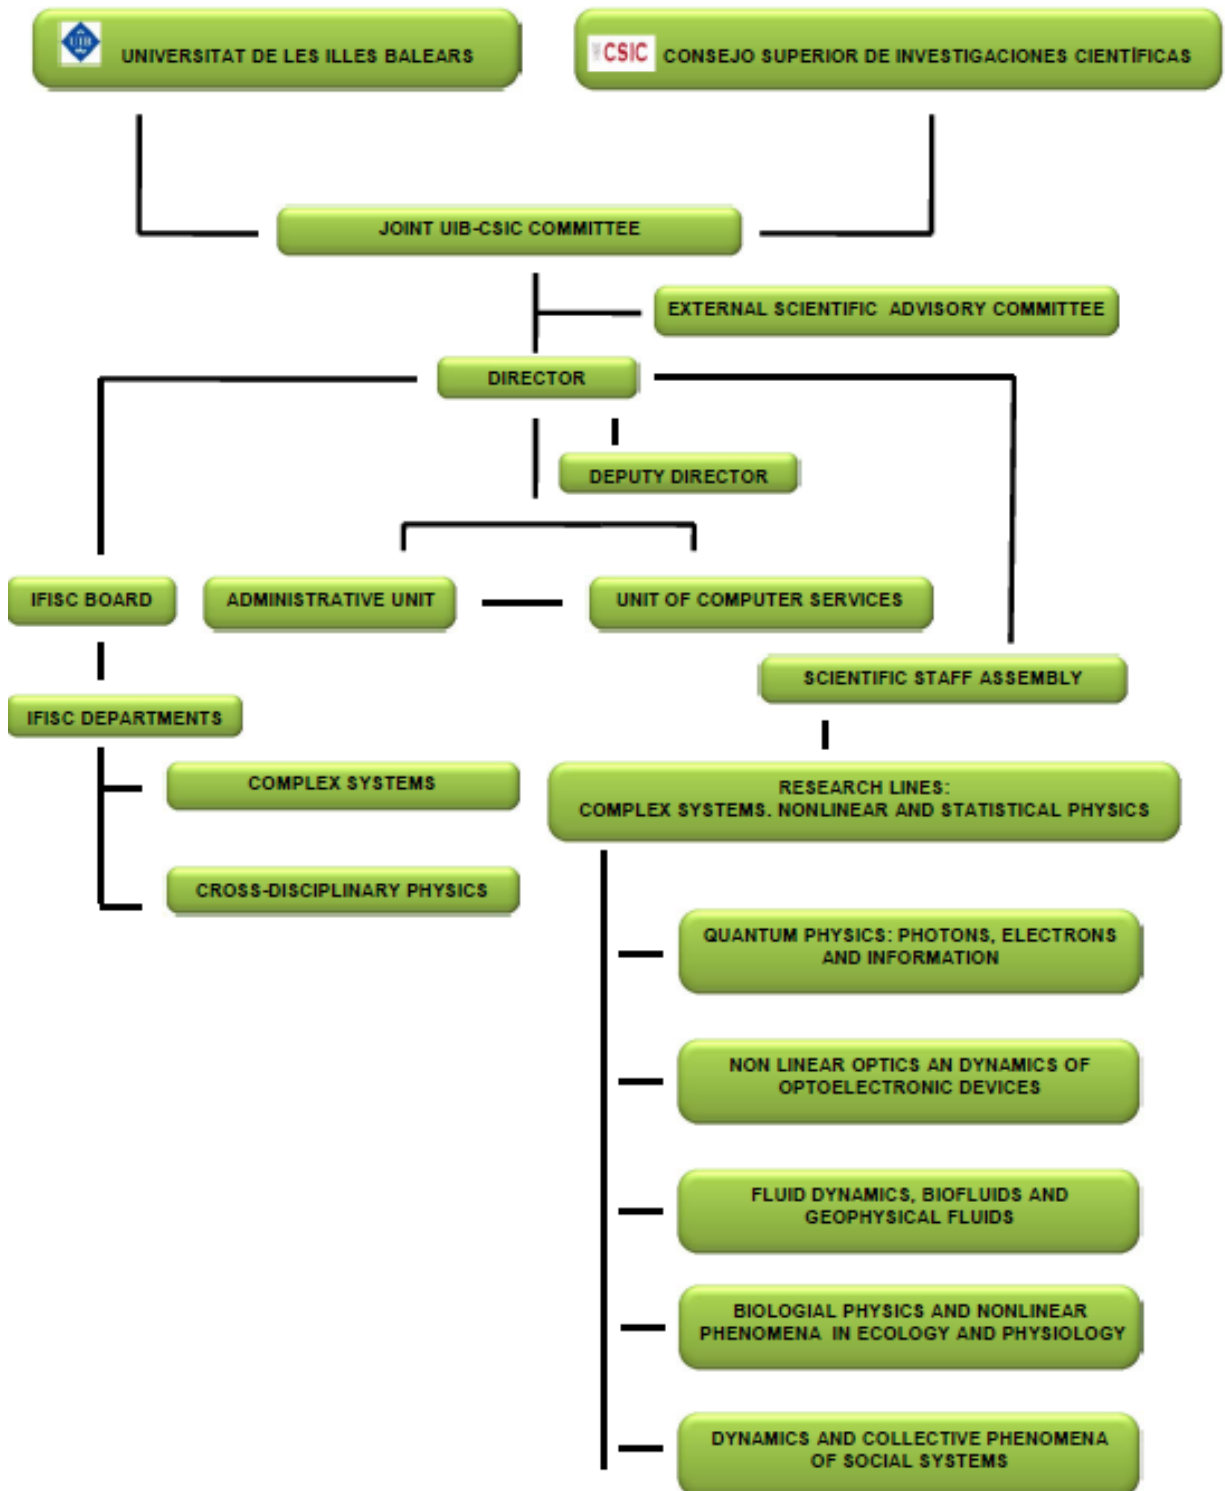 UIB
UNIVERSITAT DE LES ILLES BALEARS
CSIC
CONSEJO SUPERIOR DE INVESTIGACIONES CIENTÍFICAS
JOINT UIB-CSIC COMMITTEE
EXTERNAL SCIENTIFIC ADVISORY COMMITTEE
DIRECTOR
DEPUTY DIRECTOR
IFISC BOARD
ADMINISTRATIVE UNIT
UNIT OF COMPUTER SERVICES
SCIENTIFIC STAFF ASSEMBLY
IFISC DEPARTMENTS
COMPLEX SYSTEMS
CROSS-DISCIPLINARY PHYSICS
RESEARCH LINES:
COMPLEX SYSTEMS. NONLINEAR AND STATISTICAL PHYSICS
QUANTUM PHYSICS: PHOTONS, ELECTRONS
AND INFORMATION
NON LINEAR OPTICS AN DYNAMICS OF
OPTOELECTRONIC DEVICES
FLUID DYNAMICS, BIOFLUIDS AND
GEOPHYSICAL FLUIDS
BIOLOGIAL PHYSICS AND NONLINEAR
PHENOMENA IN ECOLOGY AND PHYSIOLOGY
DYNAMICS AND COLLECTIVE PHENOMENA
OF SOCIAL SYSTEMS